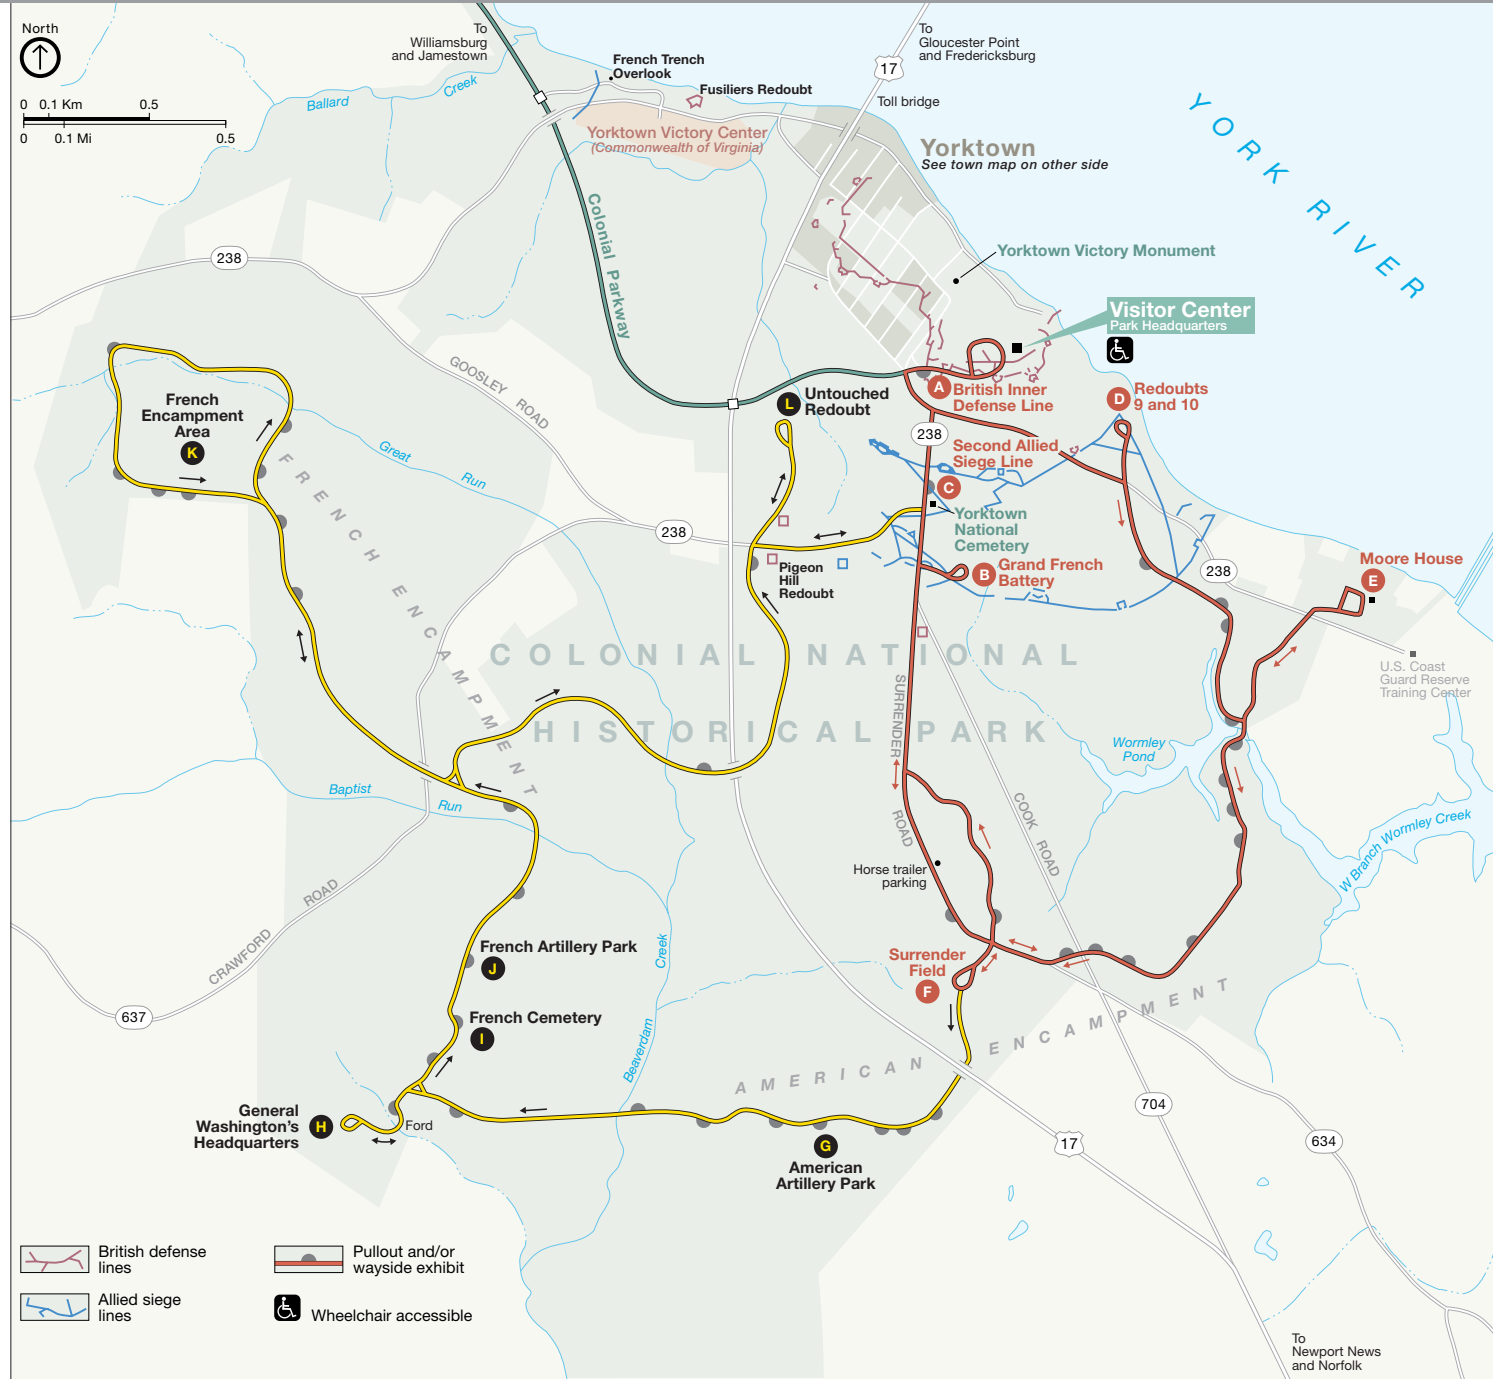 North
0 0.1 Km 0.5
0 0.1 Mi 0.5
To
Williamsburg
and Jamestown
Ballard
Creek
French Trench
Overlook
Fusiliers Redoubt
Yorktown Victory Center
(Commonwealth of Virginia)
To
Gloucester Point
and Fredericksburg
17
Toll bridge
Yorktown
See town map on other side
YORK RIVER
Colonial Parkway
238
Yorktown Victory Monument
Visitor Center
Park Headquarters
GOOSLEY ROAD
French
Encampment
Area
K
L
Untouched
Redoubt
A
British Inner
Defense Line
D
Redoubts
9 and 10
238
Second Allied
Siege Line
C
Great
Run
FRENCH ENCAMPMENT
238
Yorktown
National
Cemetery
Pigeon
Hill
Redoubt
B
Grand French
Battery
238
Moore House
E
U.S. Coast
Guard Reserve
Training Center
COLONIAL NATIONAL
HISTORICAL PARK
SURRENDER
ROAD
Wormley
Pond
COOK ROAD
Baptist
Run
W Branch Wormley Creek
Horse trailer
parking
CRAWFORD
ROAD
French Artillery Park
J
Creek
Beaverdam
Surrender
Field
F
637
French Cemetery
I
AMERICAN ENCAMPMENT
General
Washington's
Headquarters
H
Ford
G
American
Artillery Park
704
17
634
British defense
lines
Allied siege
lines
Pullout and/or
wayside exhibit
Wheelchair accessible
To
Newport News
and Norfolk